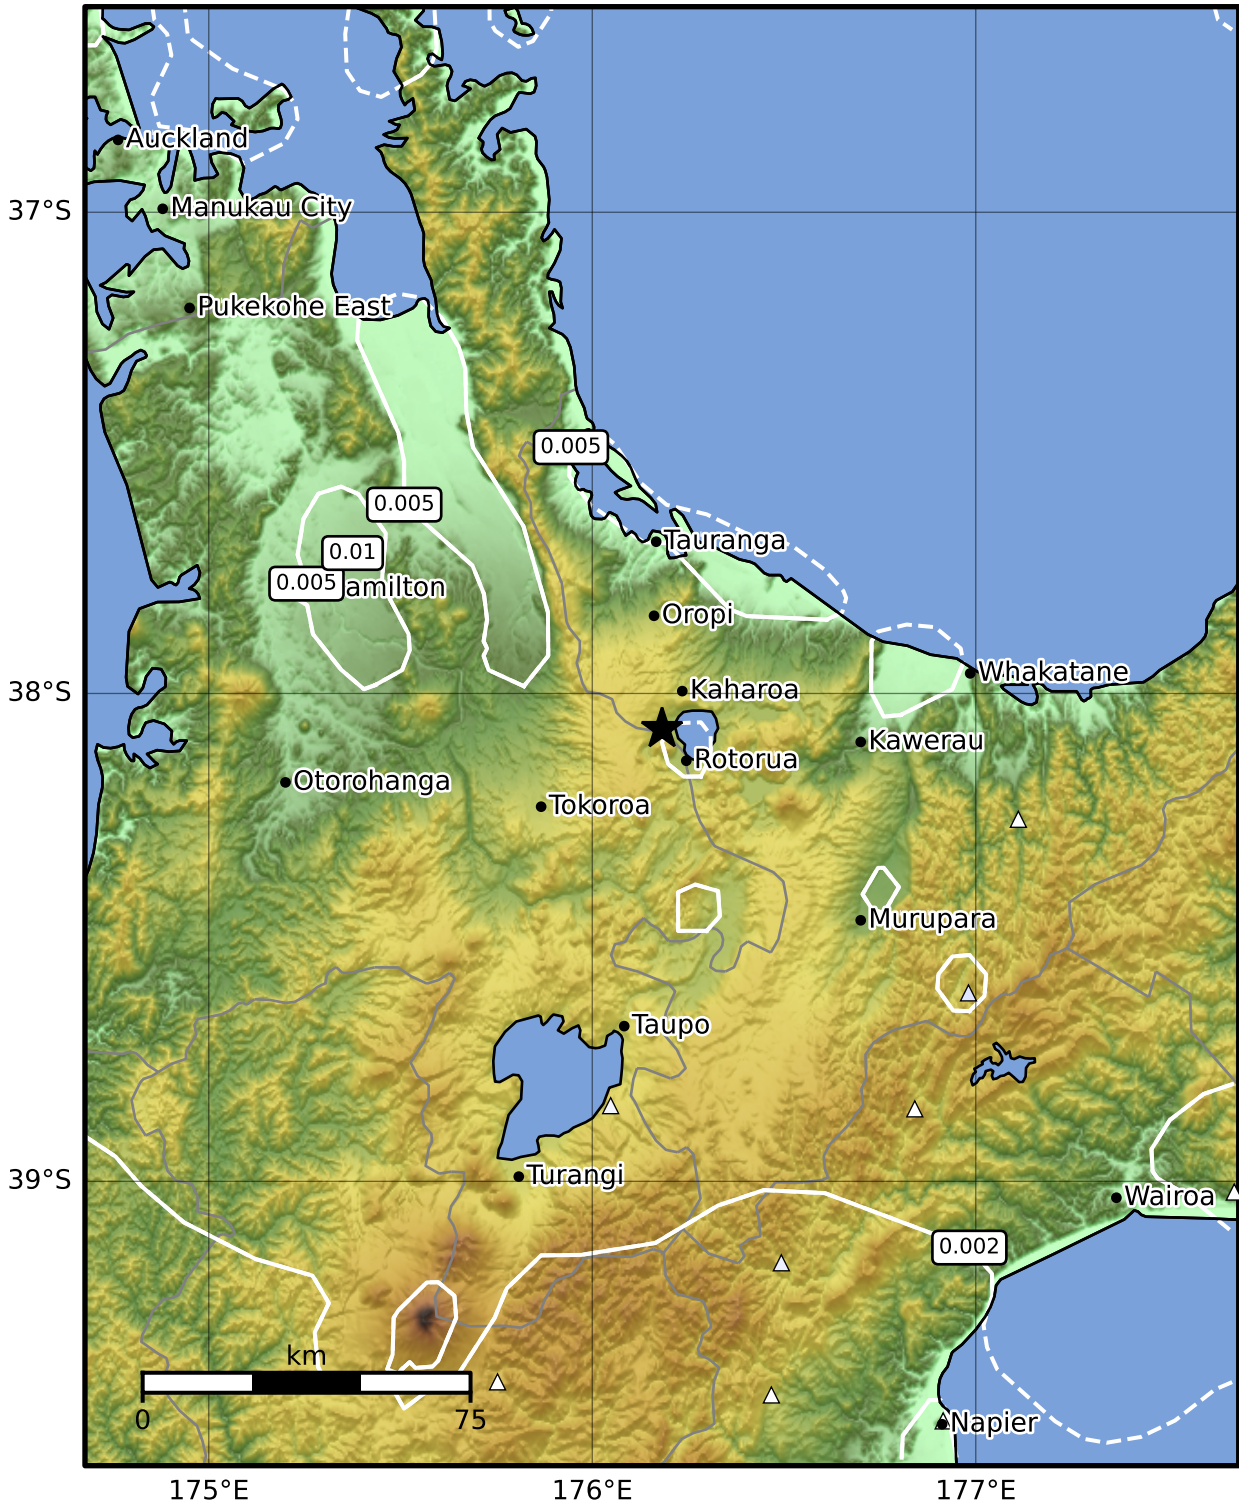 Auckland
37°S
Manukau City
Pukekohe East
0.005
0.005
Tauranga
0.01
0.005
amilton
Oropi
Whakatane
38°S
Kaharoa
Kawerau
Rotorua
Otorohanga
Tokoroa
Murupara
Taupo
39°S
Turangi
Wairoa
0.002
km
0
75
Napier
175°E
176°E
177°E